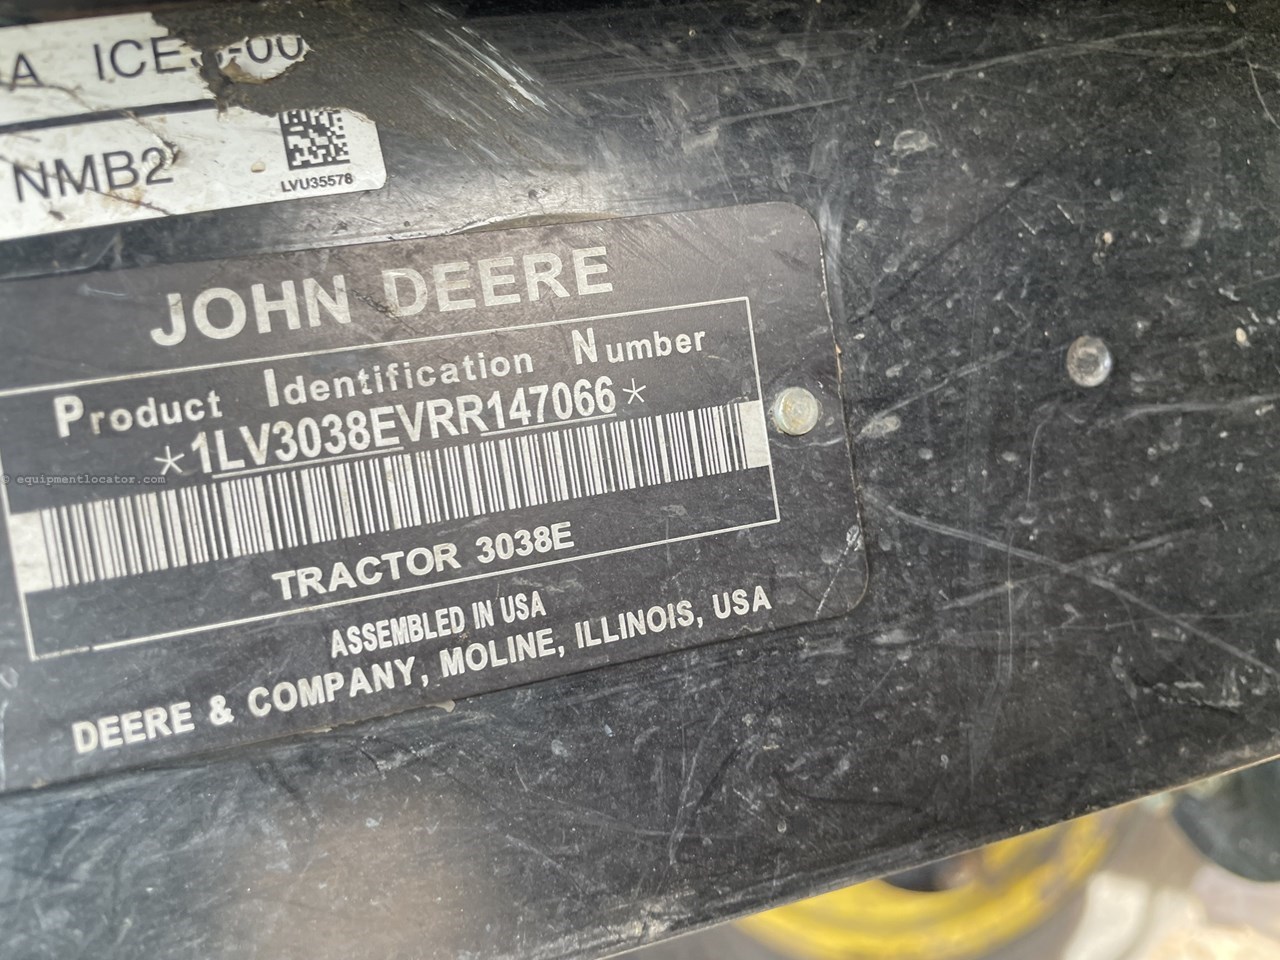 A ICE
NMB2
LVU35578
JOHN DEERE
Product Identification Number
*1LV3038EVRR147066*
© equipmentlocator.com
TRACTOR 3038E
ASSEMBLED IN USA
DEERE & COMPANY, MOLINE, ILLINOIS, USA